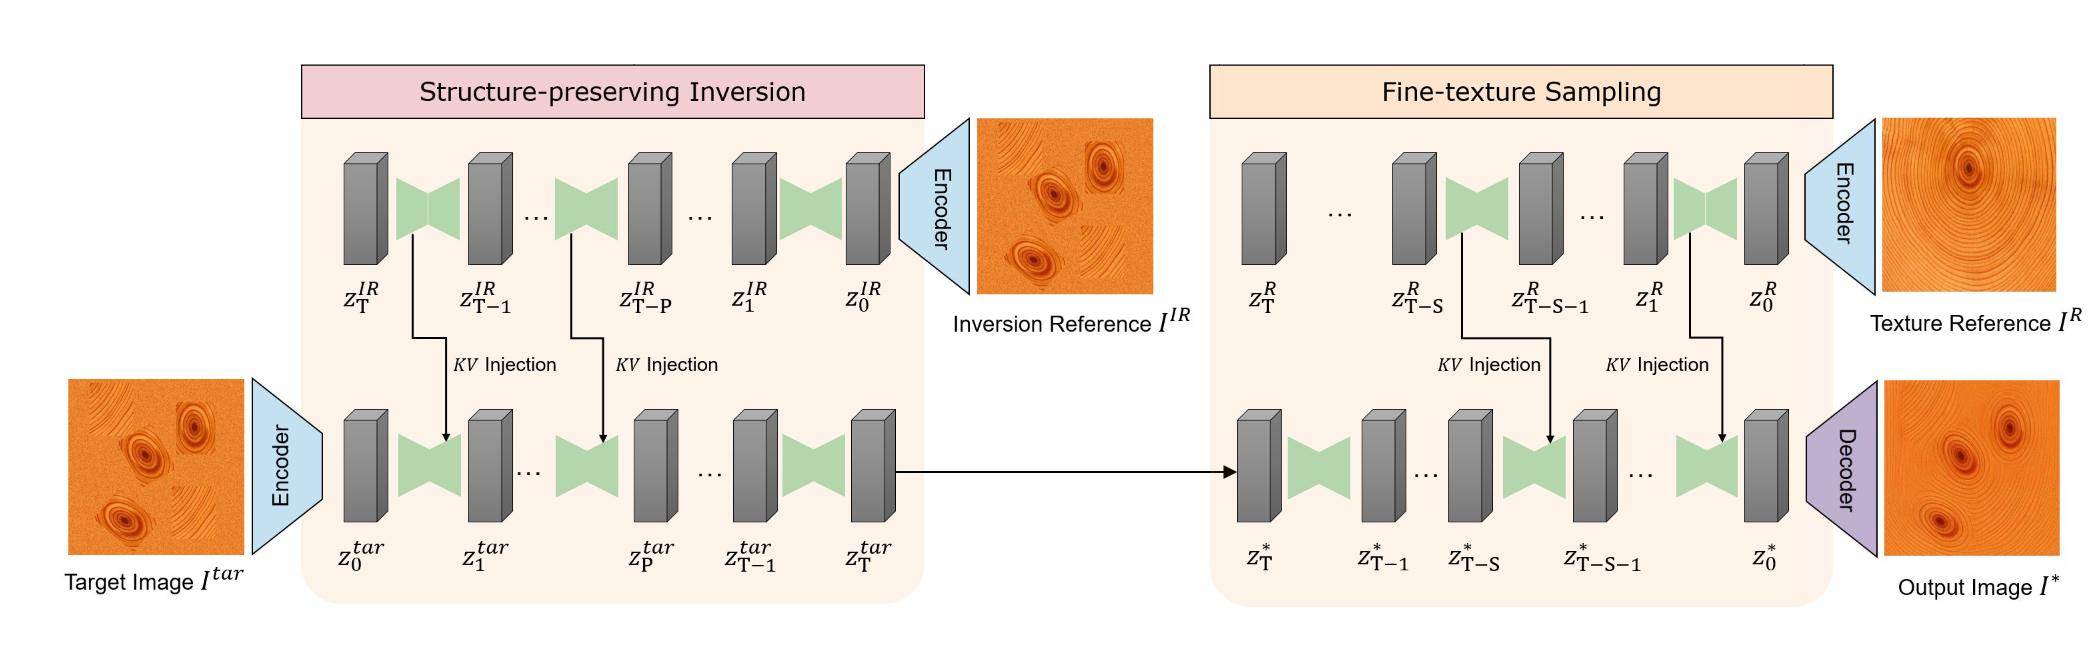 Structure-preserving Inversion
Fine-texture Sampling
Encoder
Encoder
... ...
... ...
z_T^{IR} z_{T−1}^{IR} z_{T−P}^{IR} z_1^{IR} z_0^{IR}
z_T^R z_{T−S}^R z_{T−S−1}^R z_1^R z_0^R
Inversion Reference I^{IR}
Texture Reference I^R
KV Injection KV Injection
KV Injection KV Injection
Encoder
Decoder
... ...
... ...
z_0^{tar} z_1^{tar} z_P^{tar} z_{T−1}^{tar} z_T^{tar}
z_T^* z_{T−1}^* z_{T−S}^* z_{T−S−1}^* z_0^*
Target Image I^{tar}
Output Image I^*